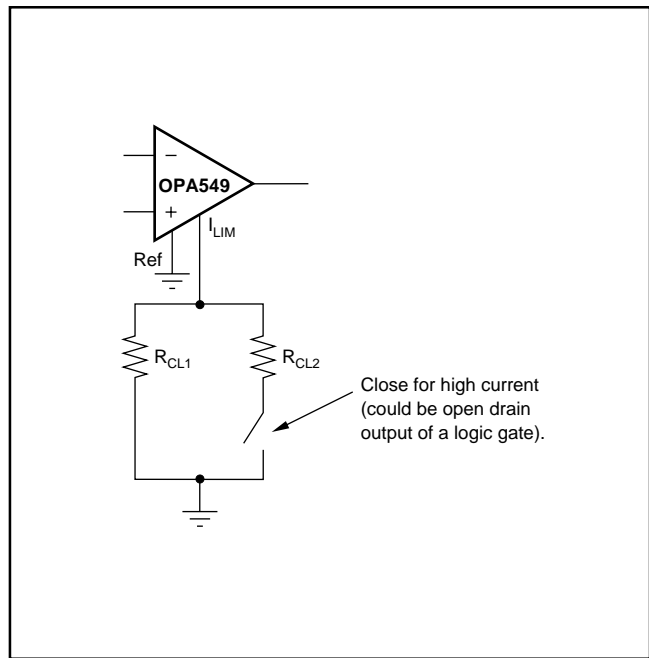 −
OPA549
+
I_LIM
Ref
R_CL1
R_CL2
Close for high current
(could be open drain
output of a logic gate).